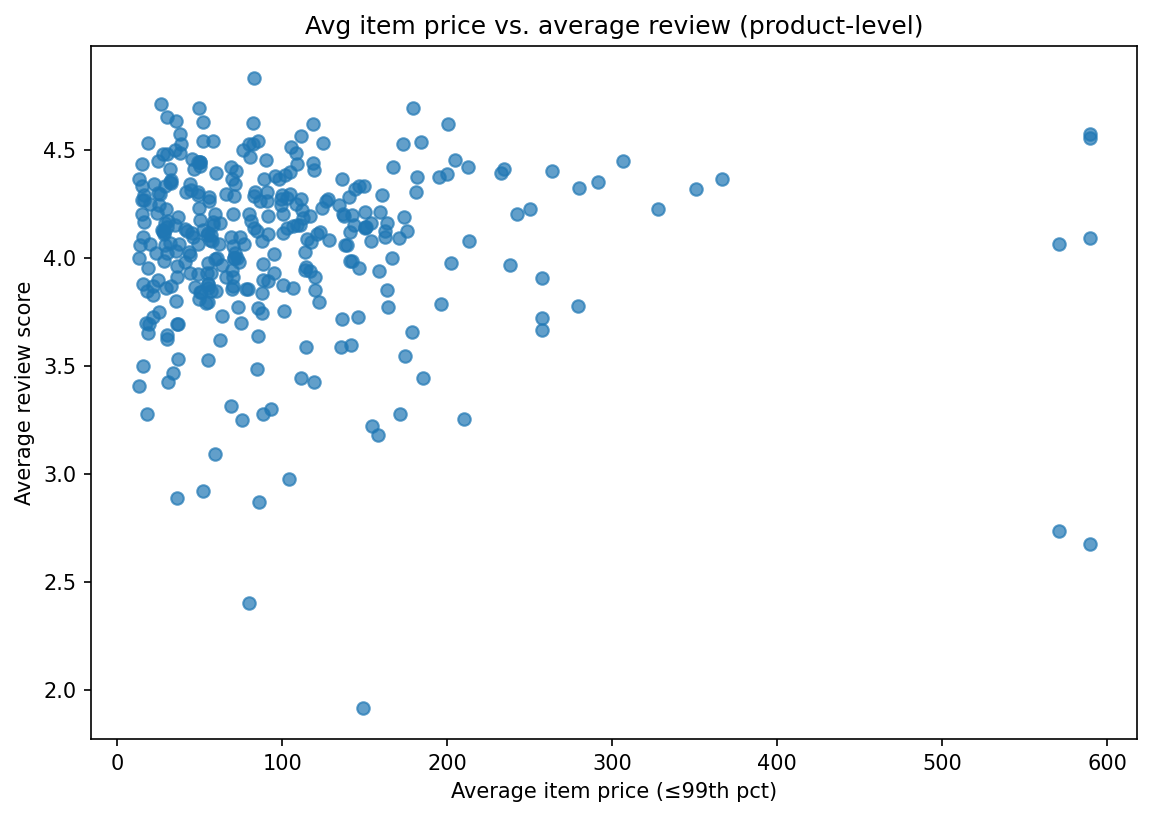 Avg item price vs. average review (product-level)
Average review score
4.5
4.0
3.5
3.0
2.5
2.0
0 100 200 300 400 500 600
Average item price (≤99th pct)